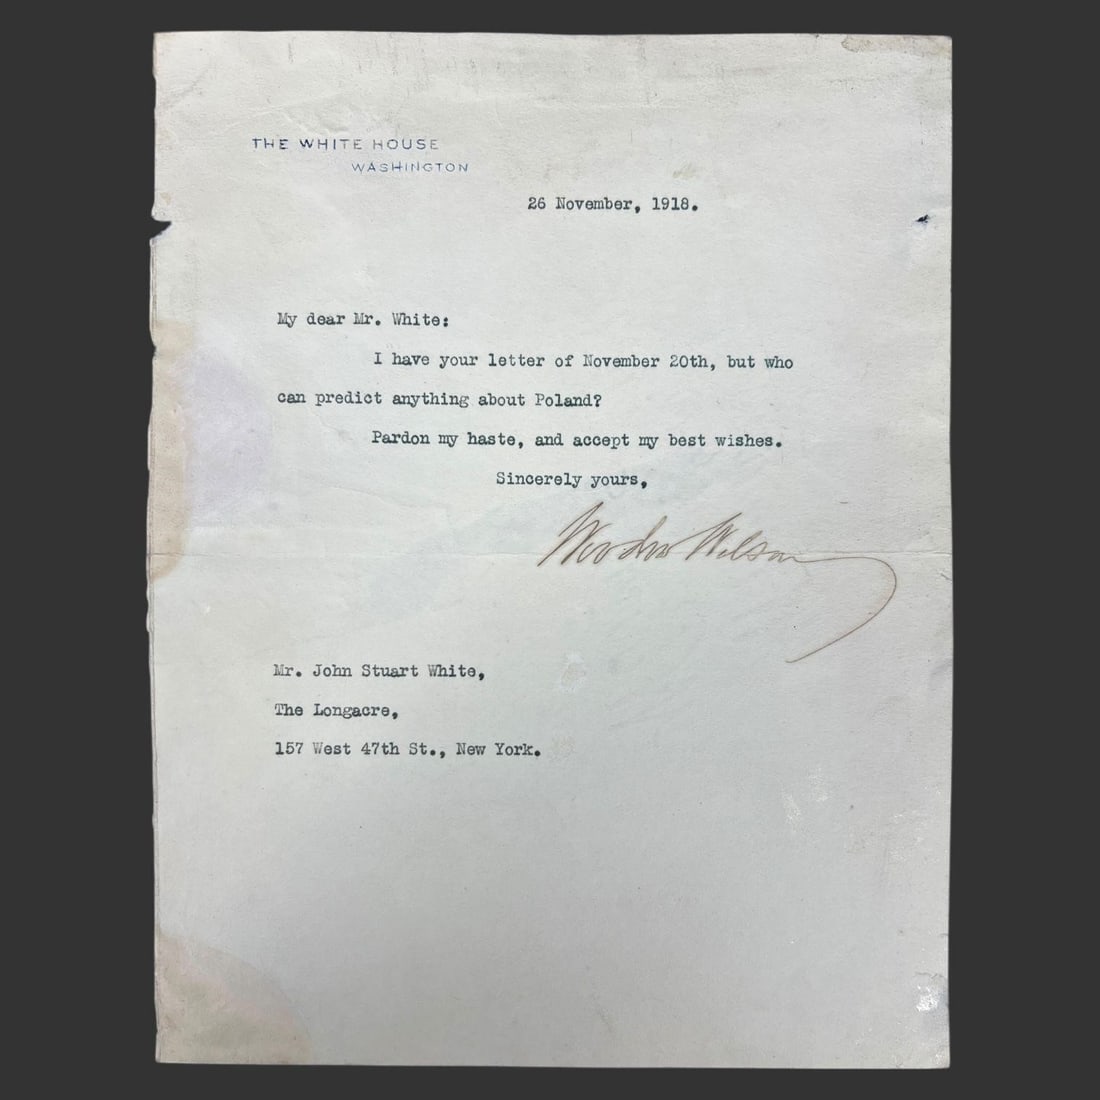 THE WHITE HOUSE
WASHINGTON
26 November, 1918.
My dear Mr. White:
I have your letter of November 20th, but who
can predict anything about Poland?
Pardon my haste, and accept my best wishes.
Sincerely yours,
Woodrow Wilson
Mr. John Stuart White,
The Longacre,
157 West 47th St., New York.